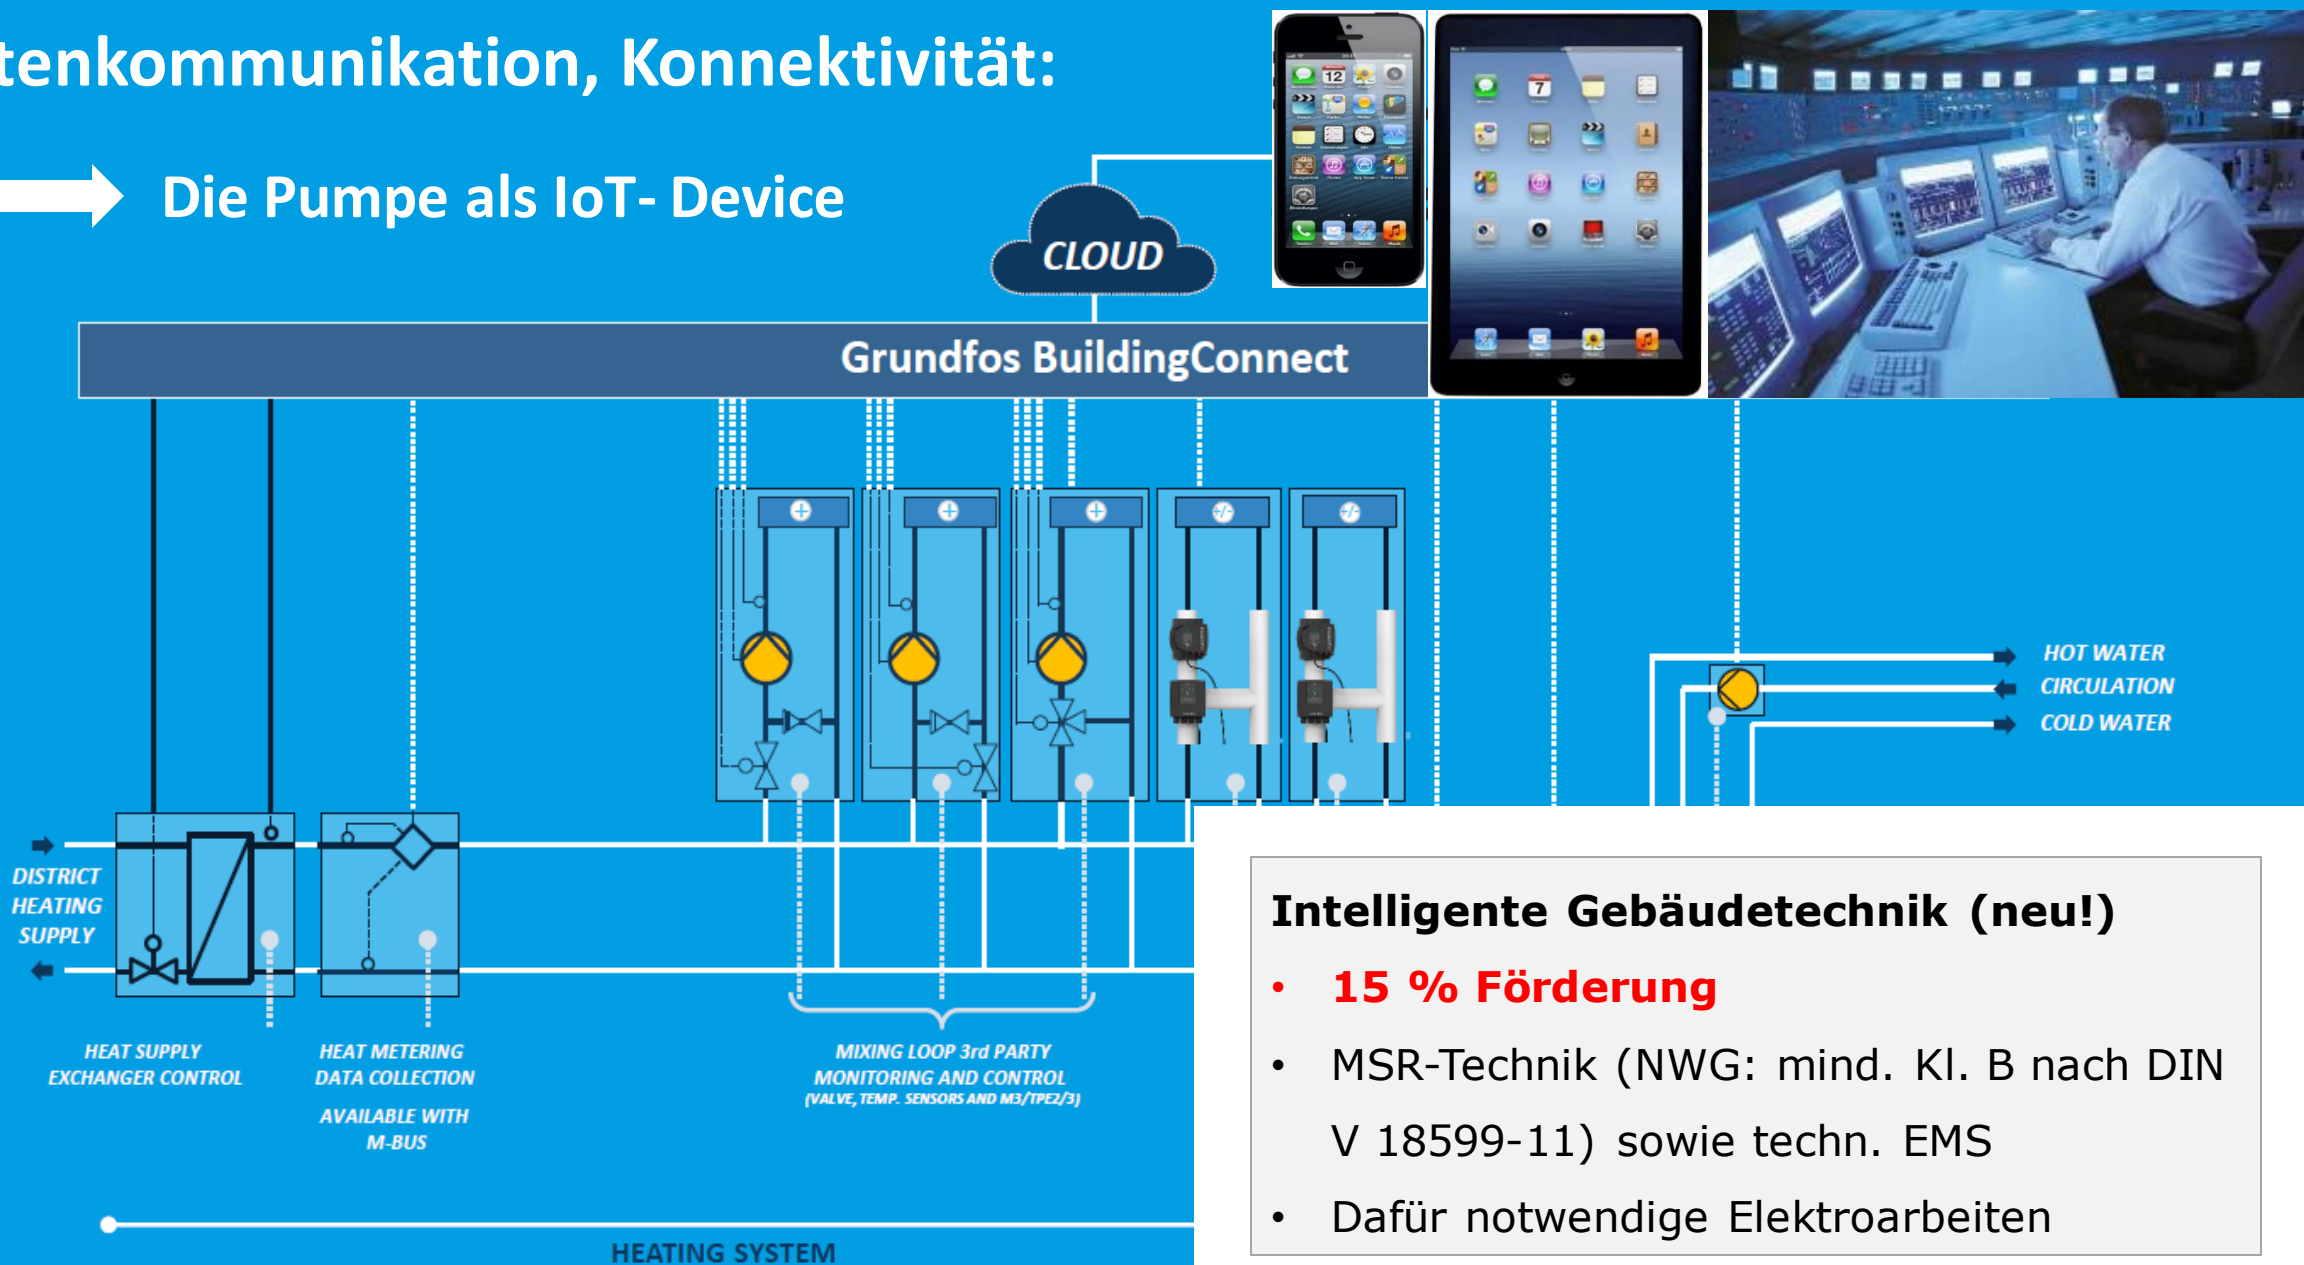 tenkommunikation, Konnektivität:
Die Pumpe als IoT- Device
CLOUD
Grundfos BuildingConnect
12
7
+
+
+
+/-
+/-
HOT WATER
CIRCULATION
COLD WATER
DISTRICT
HEATING
SUPPLY
HEAT SUPPLY
EXCHANGER CONTROL
HEAT METERING
DATA COLLECTION
AVAILABLE WITH
M-BUS
MIXING LOOP 3rd PARTY
MONITORING AND CONTROL
(VALVE, TEMP. SENSORS AND M3/TPE2/3)
HEATING SYSTEM
Intelligente Gebäudetechnik (neu!)
• 15 % Förderung
• MSR-Technik (NWG: mind. Kl. B nach DIN
V 18599-11) sowie techn. EMS
• Dafür notwendige Elektroarbeiten